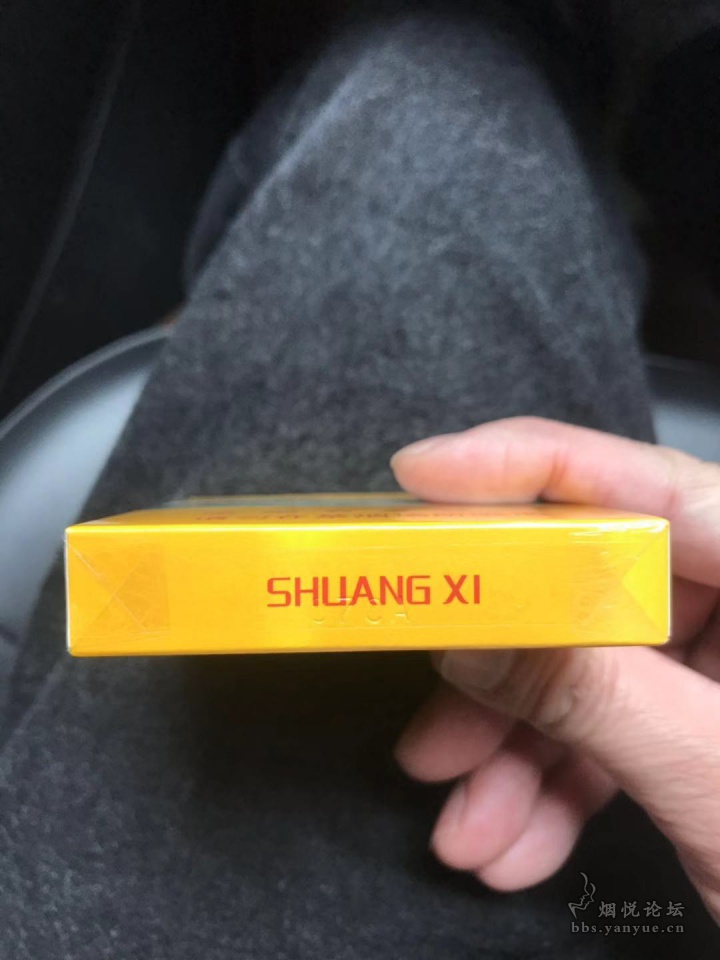 SHUANG XI
烟悦论坛
bbs.yanyue.cn